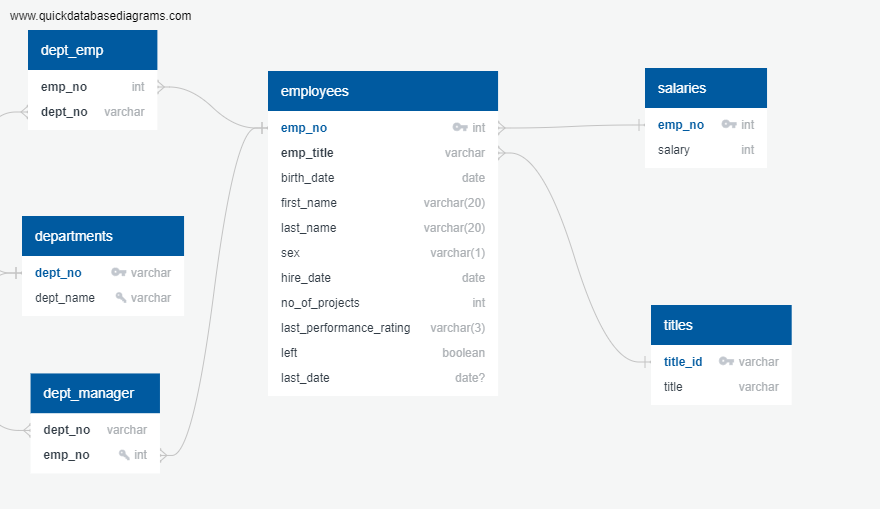 www.quickdatabasediagrams.com
dept_emp
emp_no int
dept_no varchar
employees
emp_no int
emp_title varchar
birth_date date
first_name varchar(20)
last_name varchar(20)
sex varchar(1)
hire_date date
no_of_projects int
last_performance_rating varchar(3)
left boolean
last_date date?
salaries
emp_no int
salary int
departments
dept_no varchar
dept_name varchar
titles
title_id varchar
title varchar
dept_manager
dept_no varchar
emp_no int